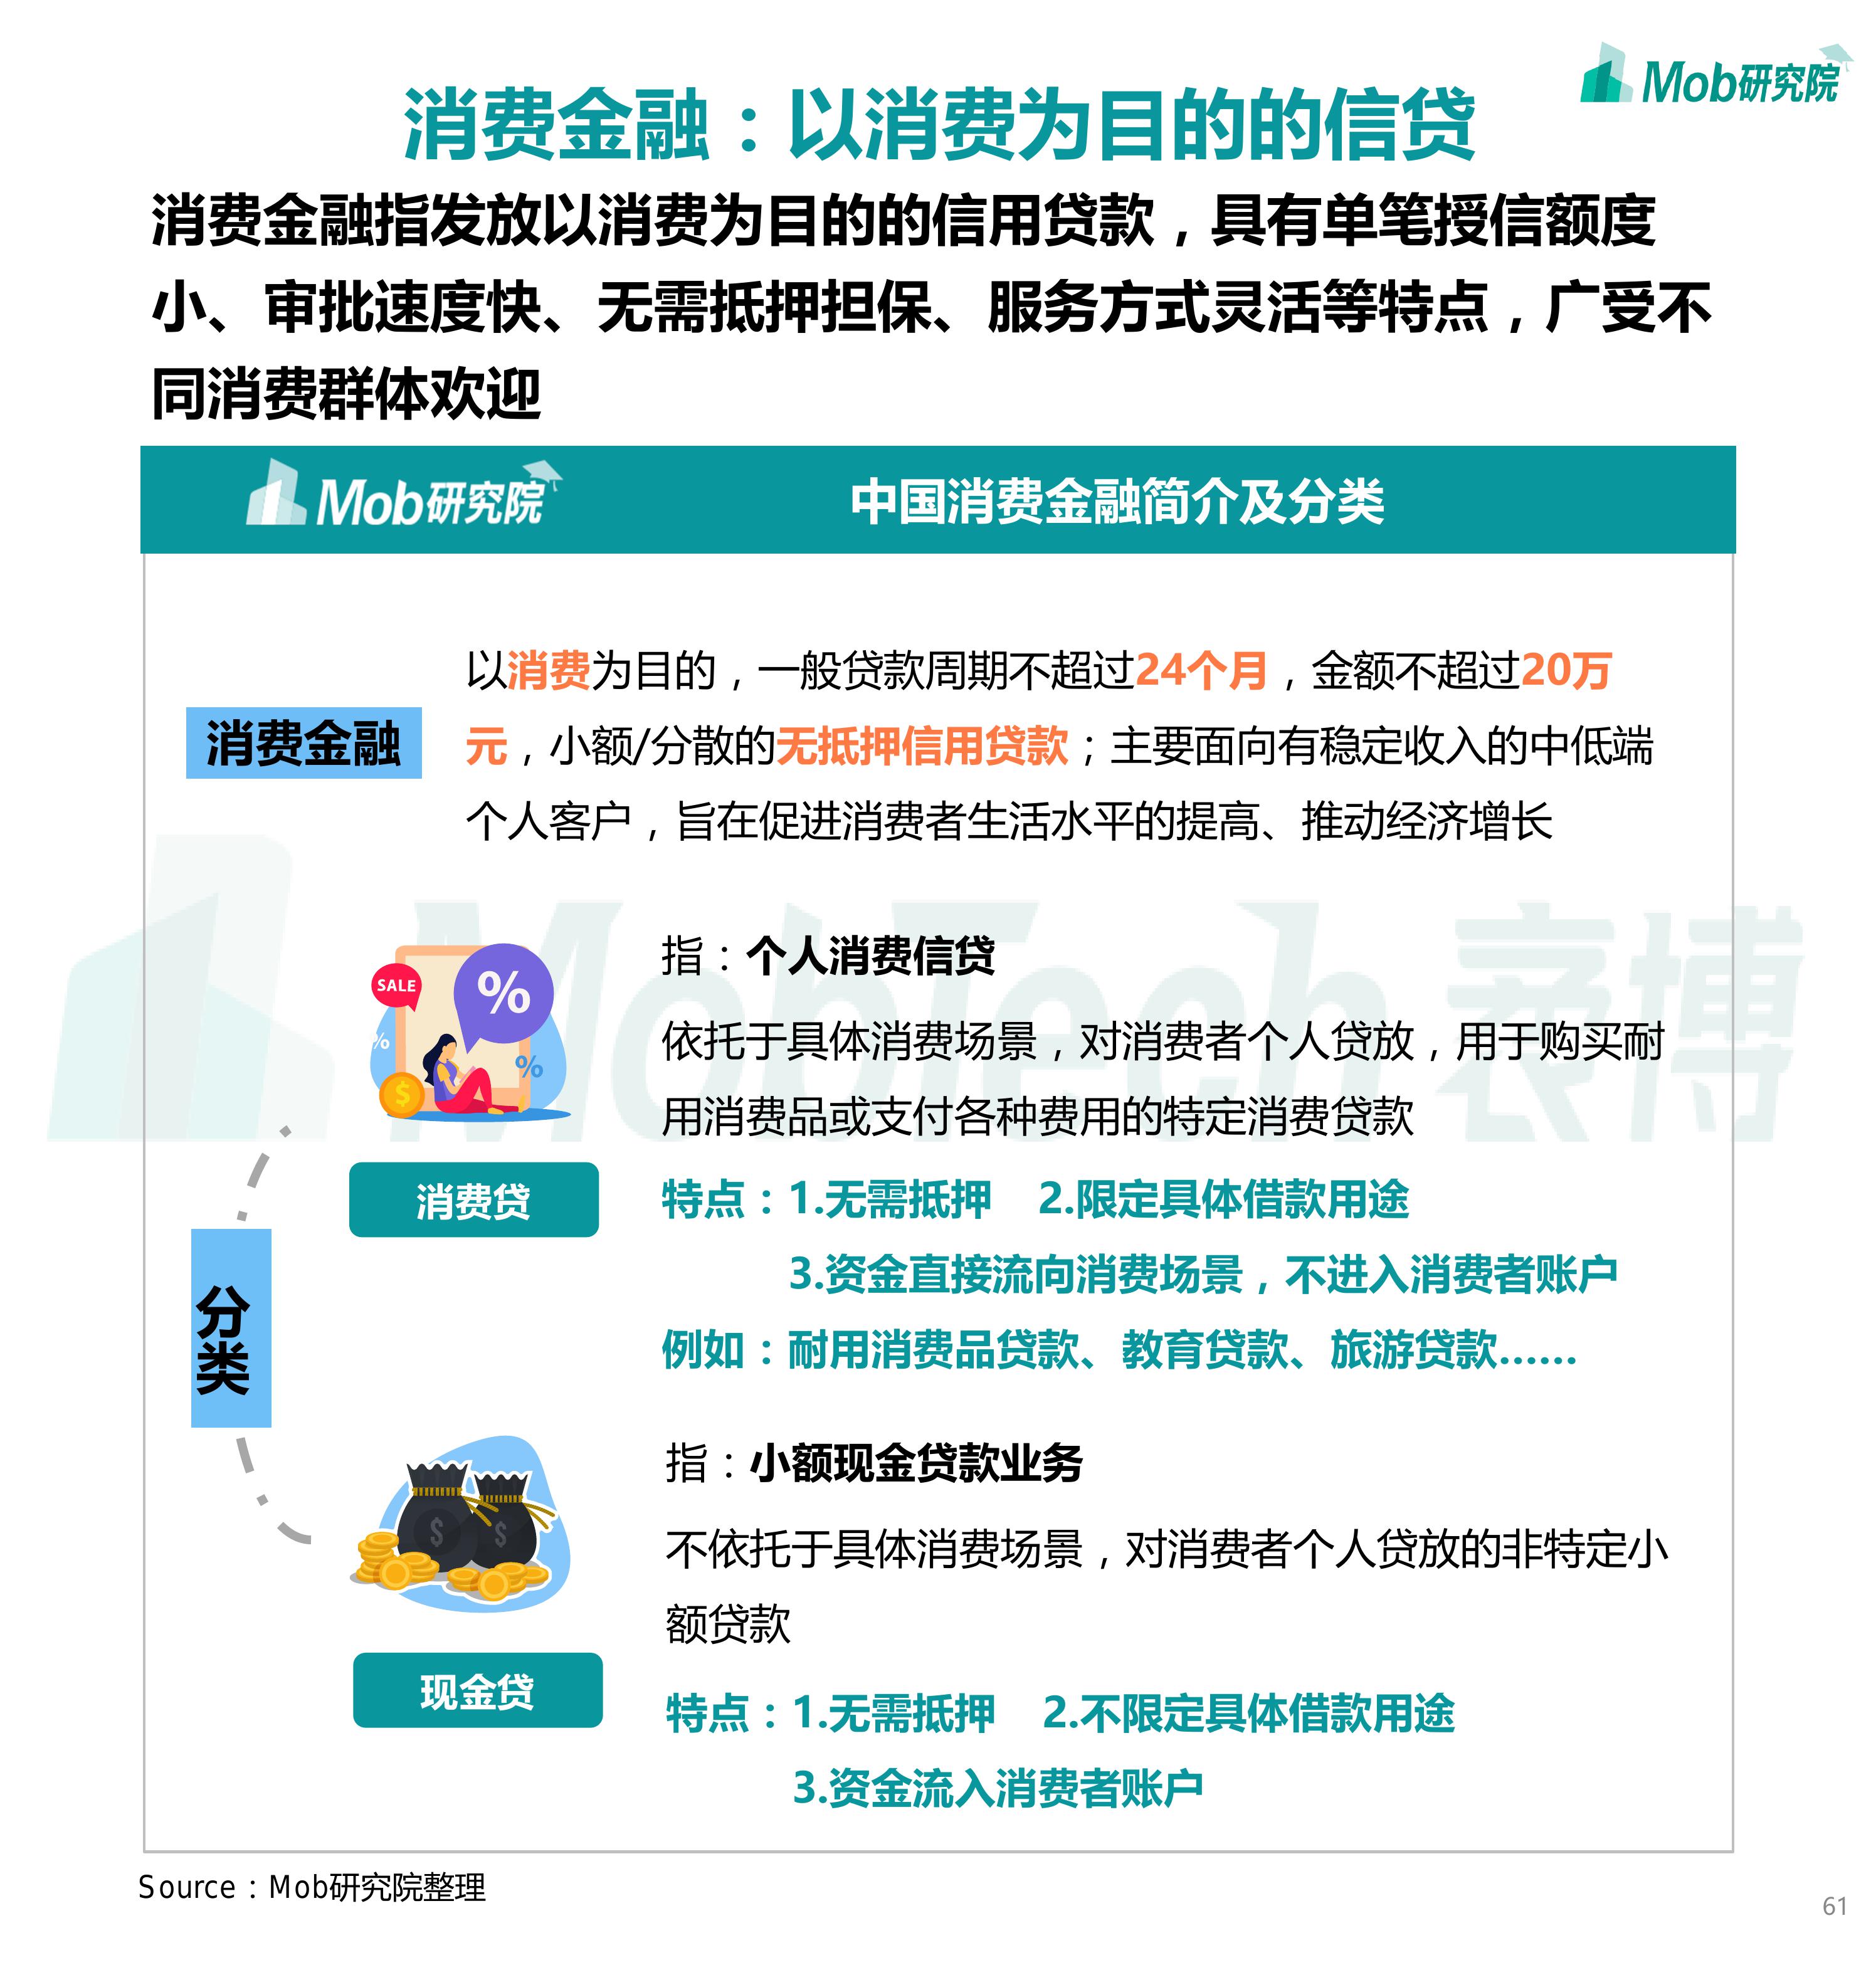 Mob研究院
消费金融：以消费为目的的信贷
消费金融指发放以消费为目的的信用贷款，具有单笔授信额度
小、审批速度快、无需抵押担保、服务方式灵活等特点，广受不
同消费群体欢迎
Mob研究院
中国消费金融简介及分类
消费金融
以消费为目的，一般贷款周期不超过24个月，金额不超过20万
元，小额/分散的无抵押信用贷款；主要面向有稳定收入的中低端
个人客户，旨在促进消费者生活水平的提高、推动经济增长
MobTech 袤博
分类
SALE
%
%
%
$
消费贷
指：个人消费信贷
依托于具体消费场景，对消费者个人贷放，用于购买耐
用消费品或支付各种费用的特定消费贷款
特点：1.无需抵押 2.限定具体借款用途
3.资金直接流向消费场景，不进入消费者账户
例如：耐用消费品贷款、教育贷款、旅游贷款……
$
$
现金贷
指：小额现金贷款业务
不依托于具体消费场景，对消费者个人贷放的非特定小
额贷款
特点：1.无需抵押 2.不限定具体借款用途
3.资金流入消费者账户
Source：Mob研究院整理
61